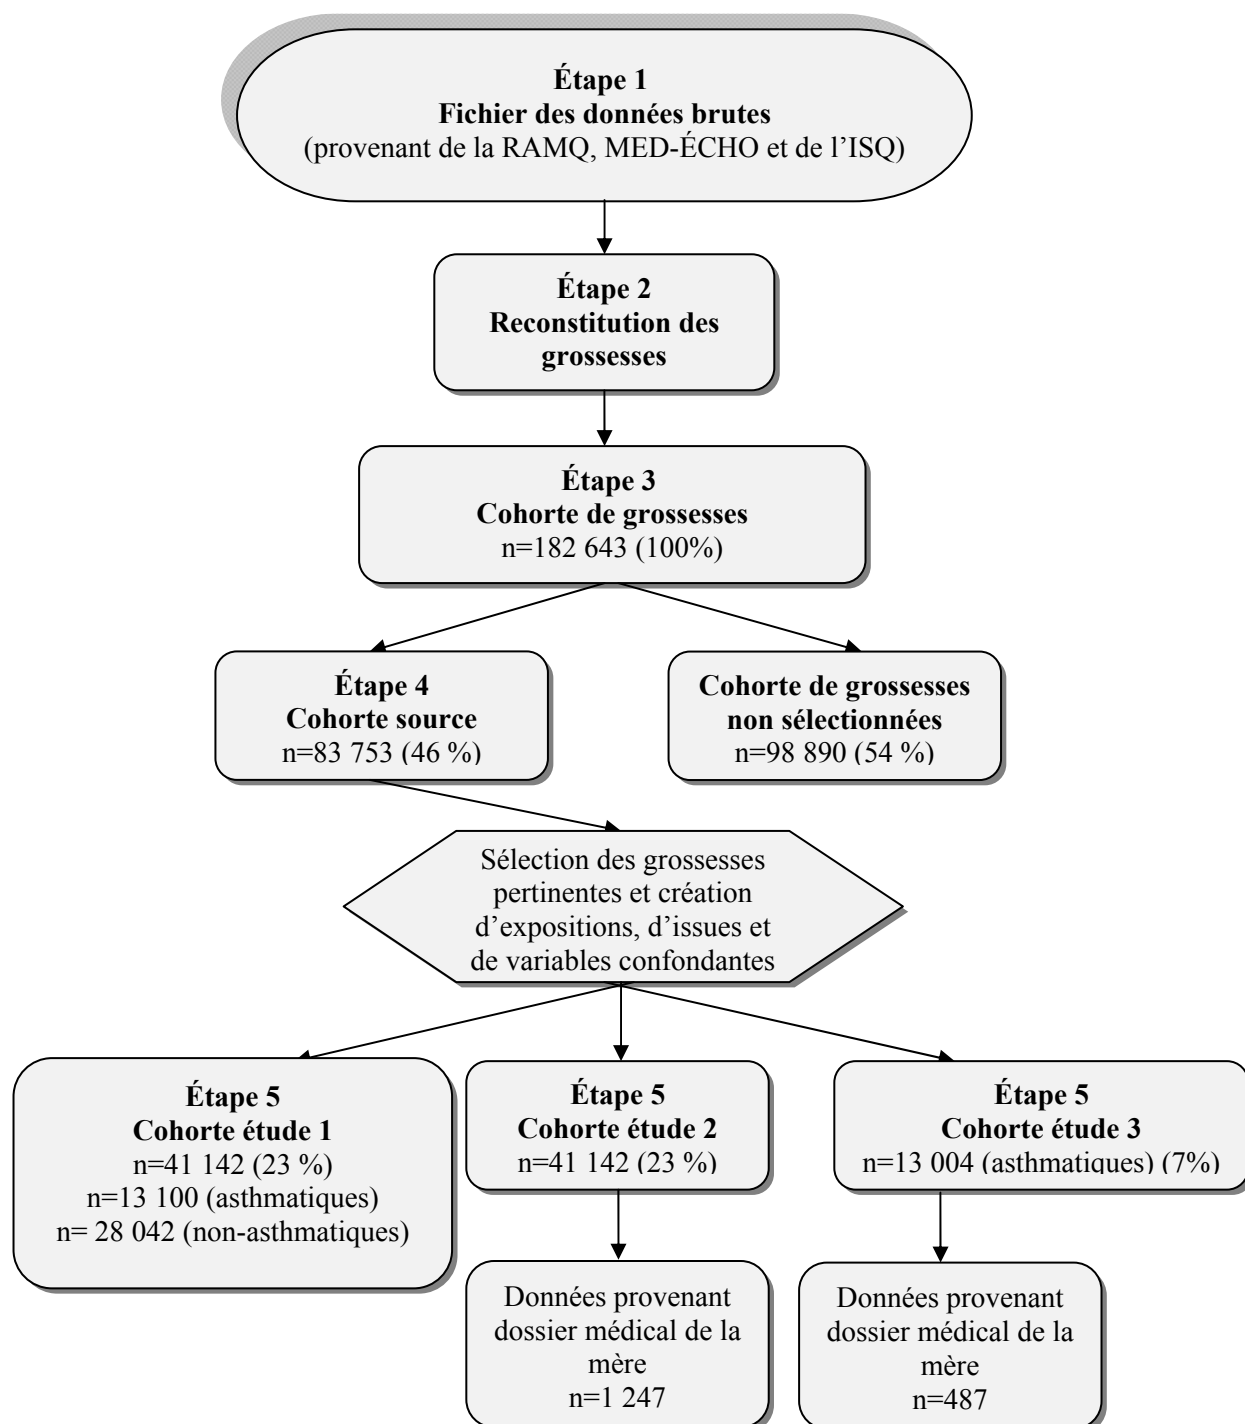 Étape 1
Fichier des données brutes
(provenant de la RAMQ, MED-ÉCHO et de l’ISQ)
Étape 2
Reconstitution des
grossesses
Étape 3
Cohorte de grossesses
n=182 643 (100%)
Étape 4
Cohorte source
n=83 753 (46 %)
Cohorte de grossesses
non sélectionnées
n=98 890 (54 %)
Sélection des grossesses
pertinentes et création
d’expositions, d’issues et
de variables confondantes
Étape 5
Cohorte étude 1
n=41 142 (23 %)
n=13 100 (asthmatiques)
n= 28 042 (non-asthmatiques)
Étape 5
Cohorte étude 2
n=41 142 (23 %)
Étape 5
Cohorte étude 3
n=13 004 (asthmatiques) (7%)
Données provenant
dossier médical de la
mère
n=1 247
Données provenant
dossier médical de la
mère
n=487